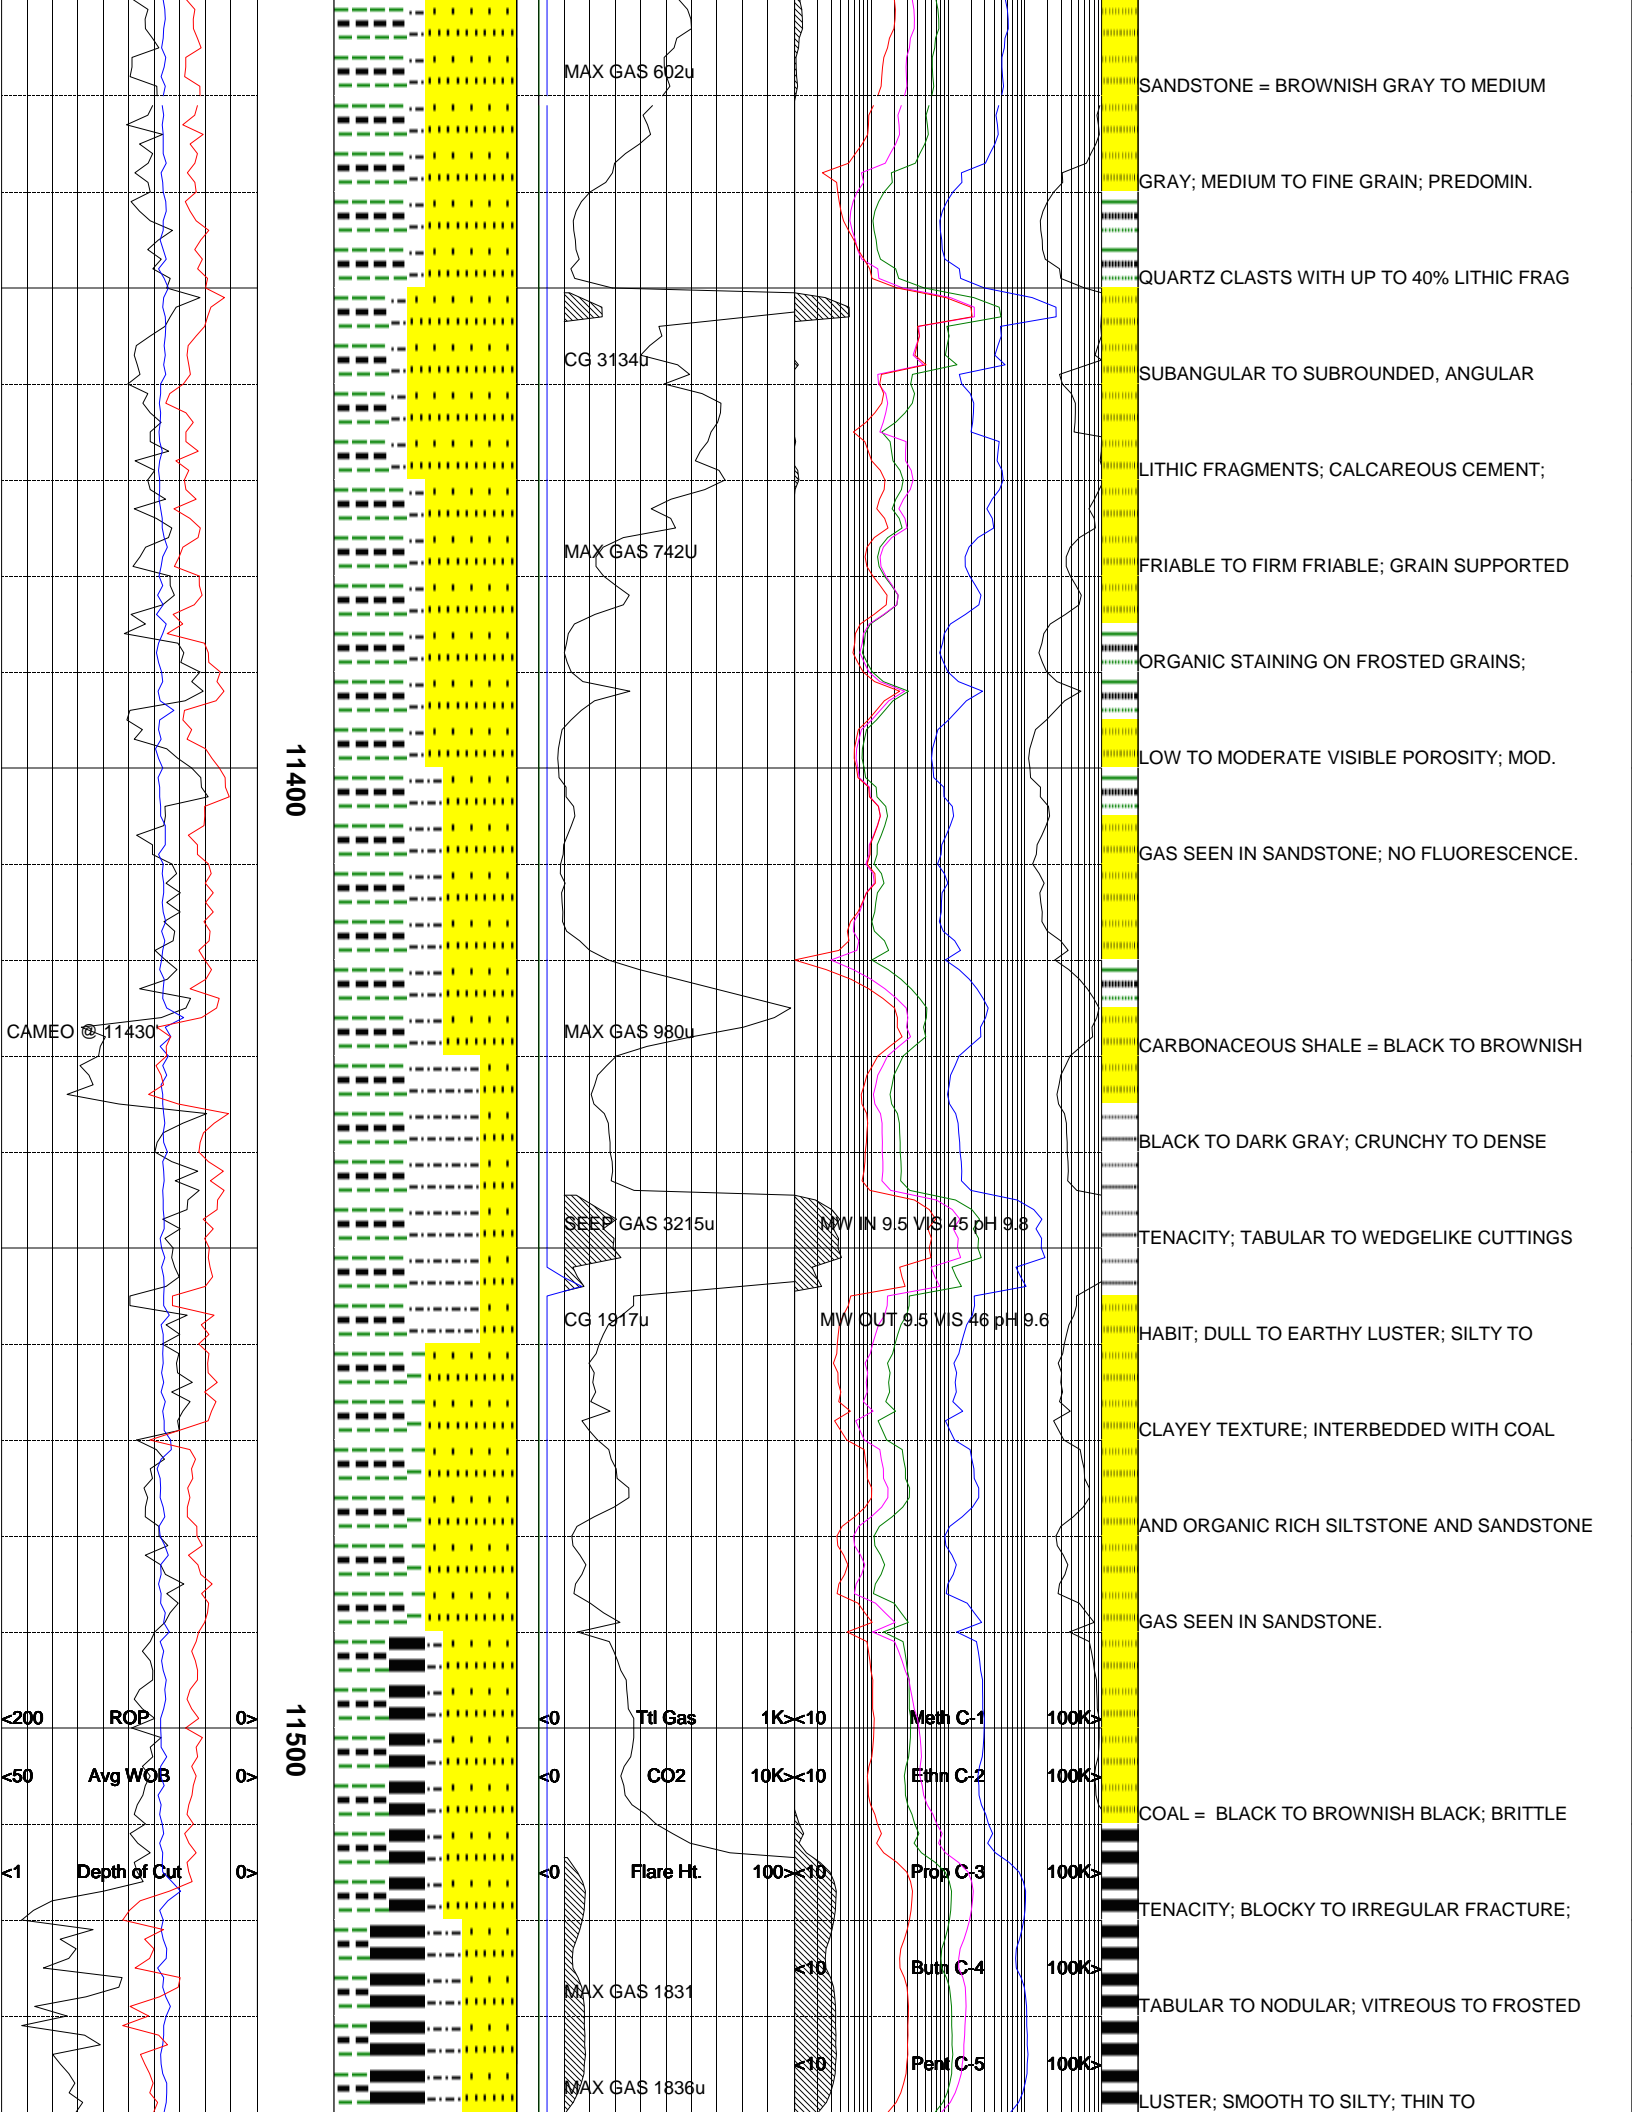 MAX GAS 602u
SANDSTONE = BROWNISH GRAY TO MEDIUM
GRAY; MEDIUM TO FINE GRAIN; PREDOMIN.
QUARTZ CLASTS WITH UP TO 40% LITHIC FRAG
CG 3134u
SUBANGULAR TO SUBROUNDED, ANGULAR
LITHIC FRAGMENTS; CALCAREOUS CEMENT;
MAX GAS 742U
FRIABLE TO FIRM FRIABLE; GRAIN SUPPORTED
ORGANIC STAINING ON FROSTED GRAINS;
LOW TO MODERATE VISIBLE POROSITY; MOD.
11400
GAS SEEN IN SANDSTONE; NO FLUORESCENCE.
CAMEO @ 11430'
MAX GAS 980u
CARBONACEOUS SHALE = BLACK TO BROWNISH
BLACK TO DARK GRAY; CRUNCHY TO DENSE
SEEP GAS 3215u
MW IN 9.5 VIS 45 pH 9.8
TENACITY; TABULAR TO WEDGELIKE CUTTINGS
CG 1917u
MW OUT 9.5 VIS 46 pH 9.6
HABIT; DULL TO EARTHY LUSTER; SILTY TO
CLAYEY TEXTURE; INTERBEDDED WITH COAL
AND ORGANIC RICH SILTSTONE AND SANDSTONE
GAS SEEN IN SANDSTONE.
<200 ROP 0>
<0 Ttl Gas 1K>
<10 Meth C-1 100K>
11500
<50 Avg WOB 0>
<0 CO2 10K>
<10 Ethn C-2 100K>
COAL = BLACK TO BROWNISH BLACK; BRITTLE
<1 Depth of Cut 0>
<0 Flare Ht. 100>
<10 Prop C-3 100K>
TENACITY; BLOCKY TO IRREGULAR FRACTURE;
<10 Butn C-4 100K>
MAX GAS 1831
TABULAR TO NODULAR; VITREOUS TO FROSTED
<10 Pent C-5 100K>
MAX GAS 1836u
LUSTER; SMOOTH TO SILTY; THIN TO